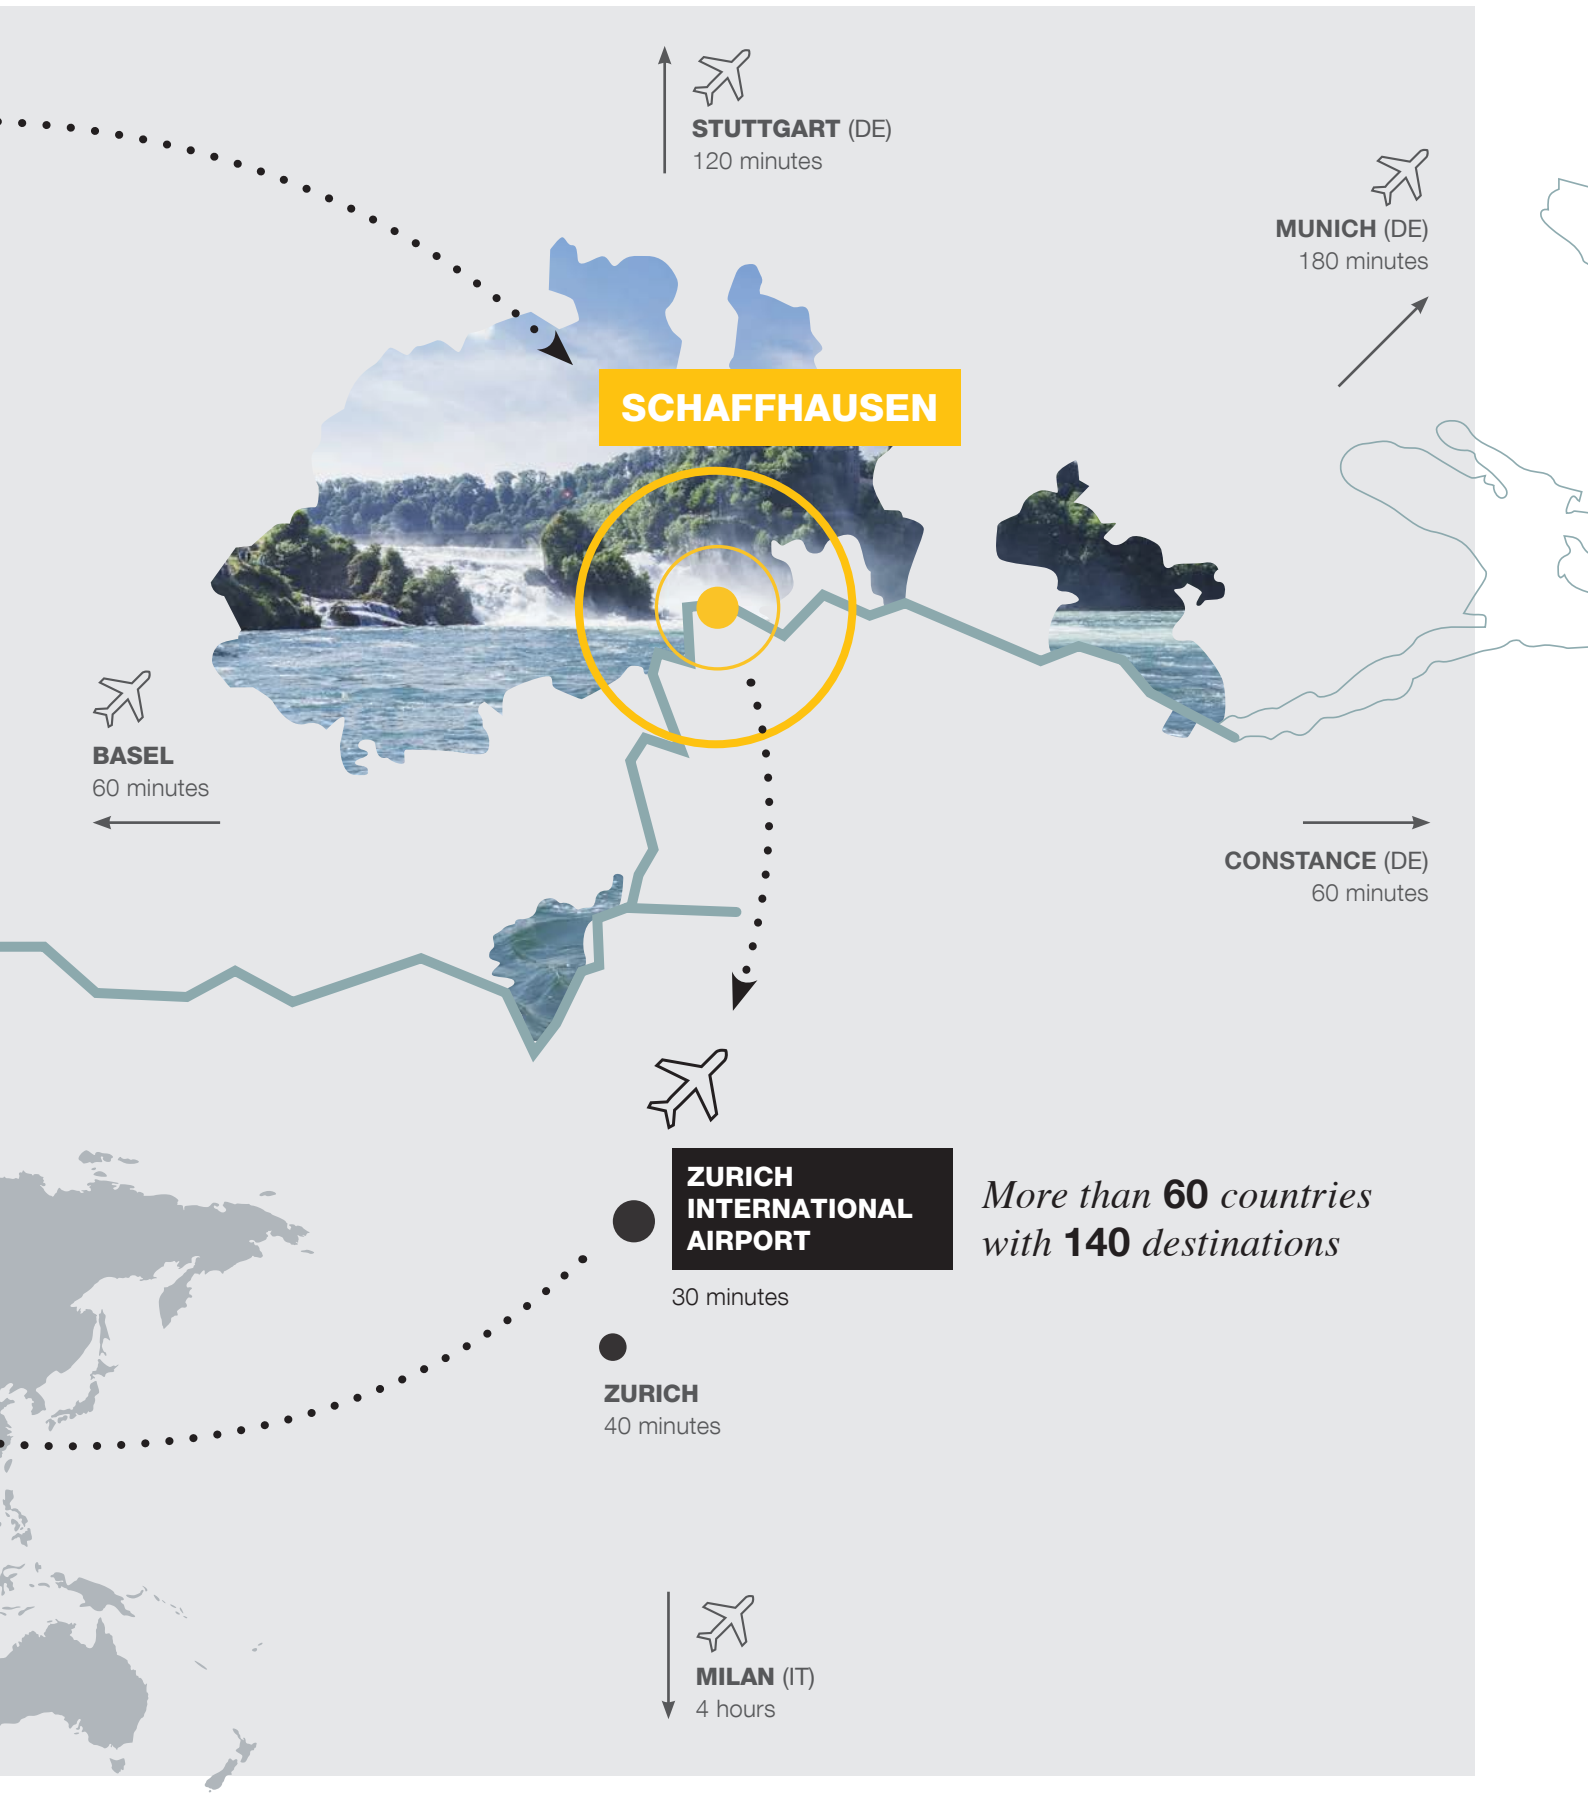 STUTTGART (DE)
120 minutes
MUNICH (DE)
180 minutes
SCHAFFHAUSEN
BASEL
60 minutes
CONSTANCE (DE)
60 minutes
ZURICH
INTERNATIONAL
AIRPORT
More than 60 countries
with 140 destinations
30 minutes
ZURICH
40 minutes
MILAN (IT)
4 hours